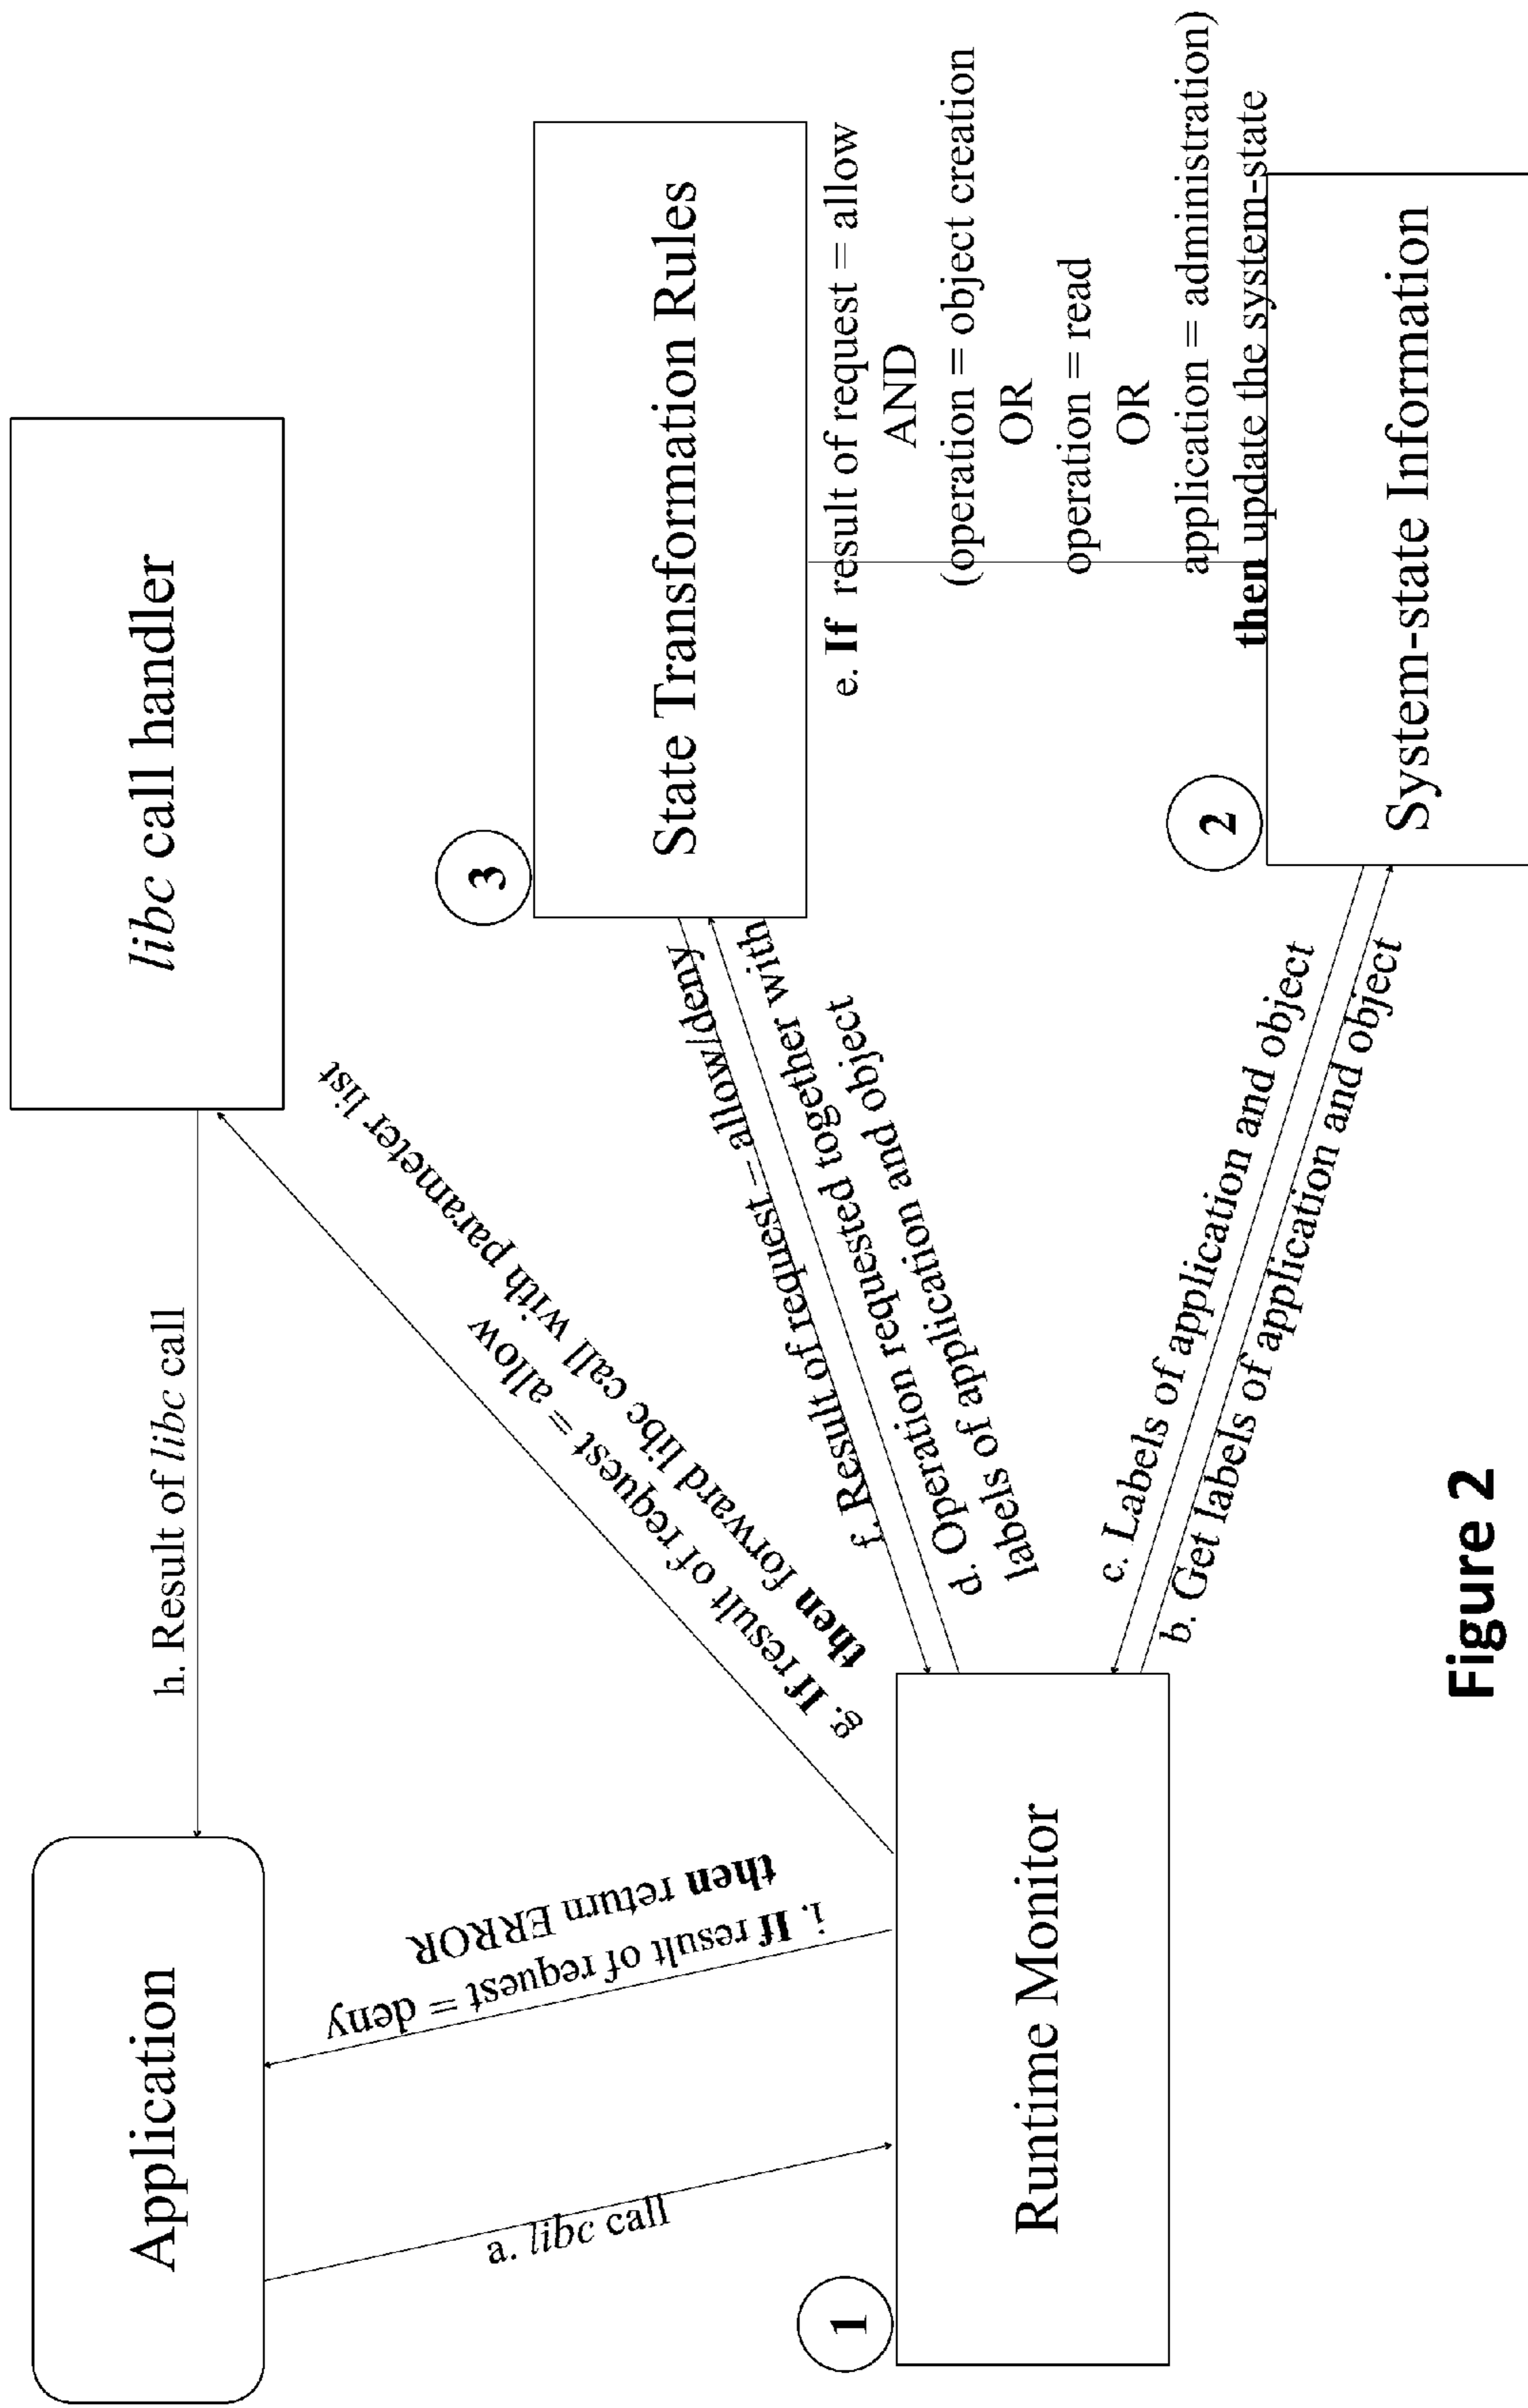 Application
libc call handler
h. Result of libc call
a. libc call
i. If result of request = deny
then return ERROR
g. If result of request = allow
then forward libc call with parameter list
3
State Transformation Rules
f. Result of request = allow/deny
d. Operation requested together with
labels of application and object
e. If result of request = allow
AND
(operation = object creation
OR
operation = read
OR
application = administration)
then update the system-state
1
Runtime Monitor
c. Labels of application and object
b. Get labels of application and object
2
System-state Information
Figure 2